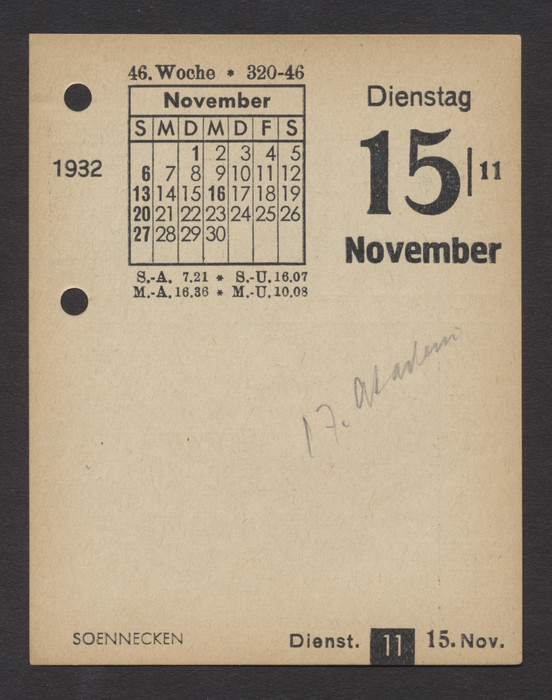 46. Woche * 320-46
November
S M D M D F S
1 2 3 4 5
6 7 8 9 10 11 12
13 14 15 16 17 18 19
20 21 22 23 24 25 26
27 28 29 30
S.-A. 7.21 * S.-U. 16.07
M.-A. 16.36 * M.-U. 10.08
1932
Dienstag
15 11
November
17. Akademi
SOENNECKEN
Dienst. 11 15. Nov.